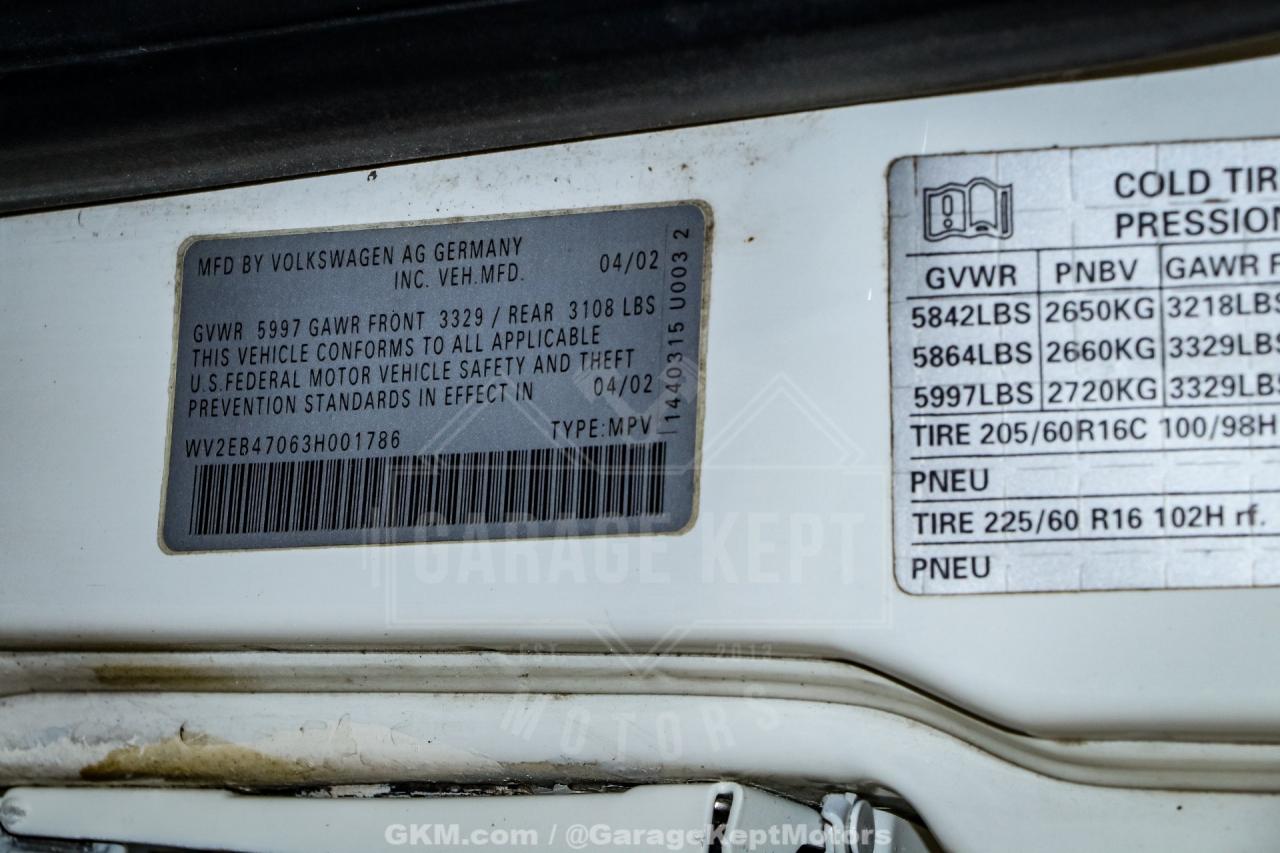 MFD BY VOLKSWAGEN AG GERMANY
INC. VEH.MFD. 04/02
GVWR 5997 GAWR FRONT 3329 / REAR 3108 LBS
THIS VEHICLE CONFORMS TO ALL APPLICABLE
U.S.FEDERAL MOTOR VEHICLE SAFETY AND THEFT
PREVENTION STANDARDS IN EFFECT IN 04/02
WV2EB47063H001786 TYPE:MPV
1440315 U003 2
COLD TIR
PRESSION
GVWR PNBV GAWR F
5842LBS 2650KG 3218LBS
5864LBS 2660KG 3329LBS
5997LBS 2720KG 3329LBS
TIRE 205/60R16C 100/98H
PNEU
TIRE 225/60 R16 102H rf.
PNEU
GARAGE KEPT
EST. 2013
MOTORS
GKM.com / @GarageKeptMotors